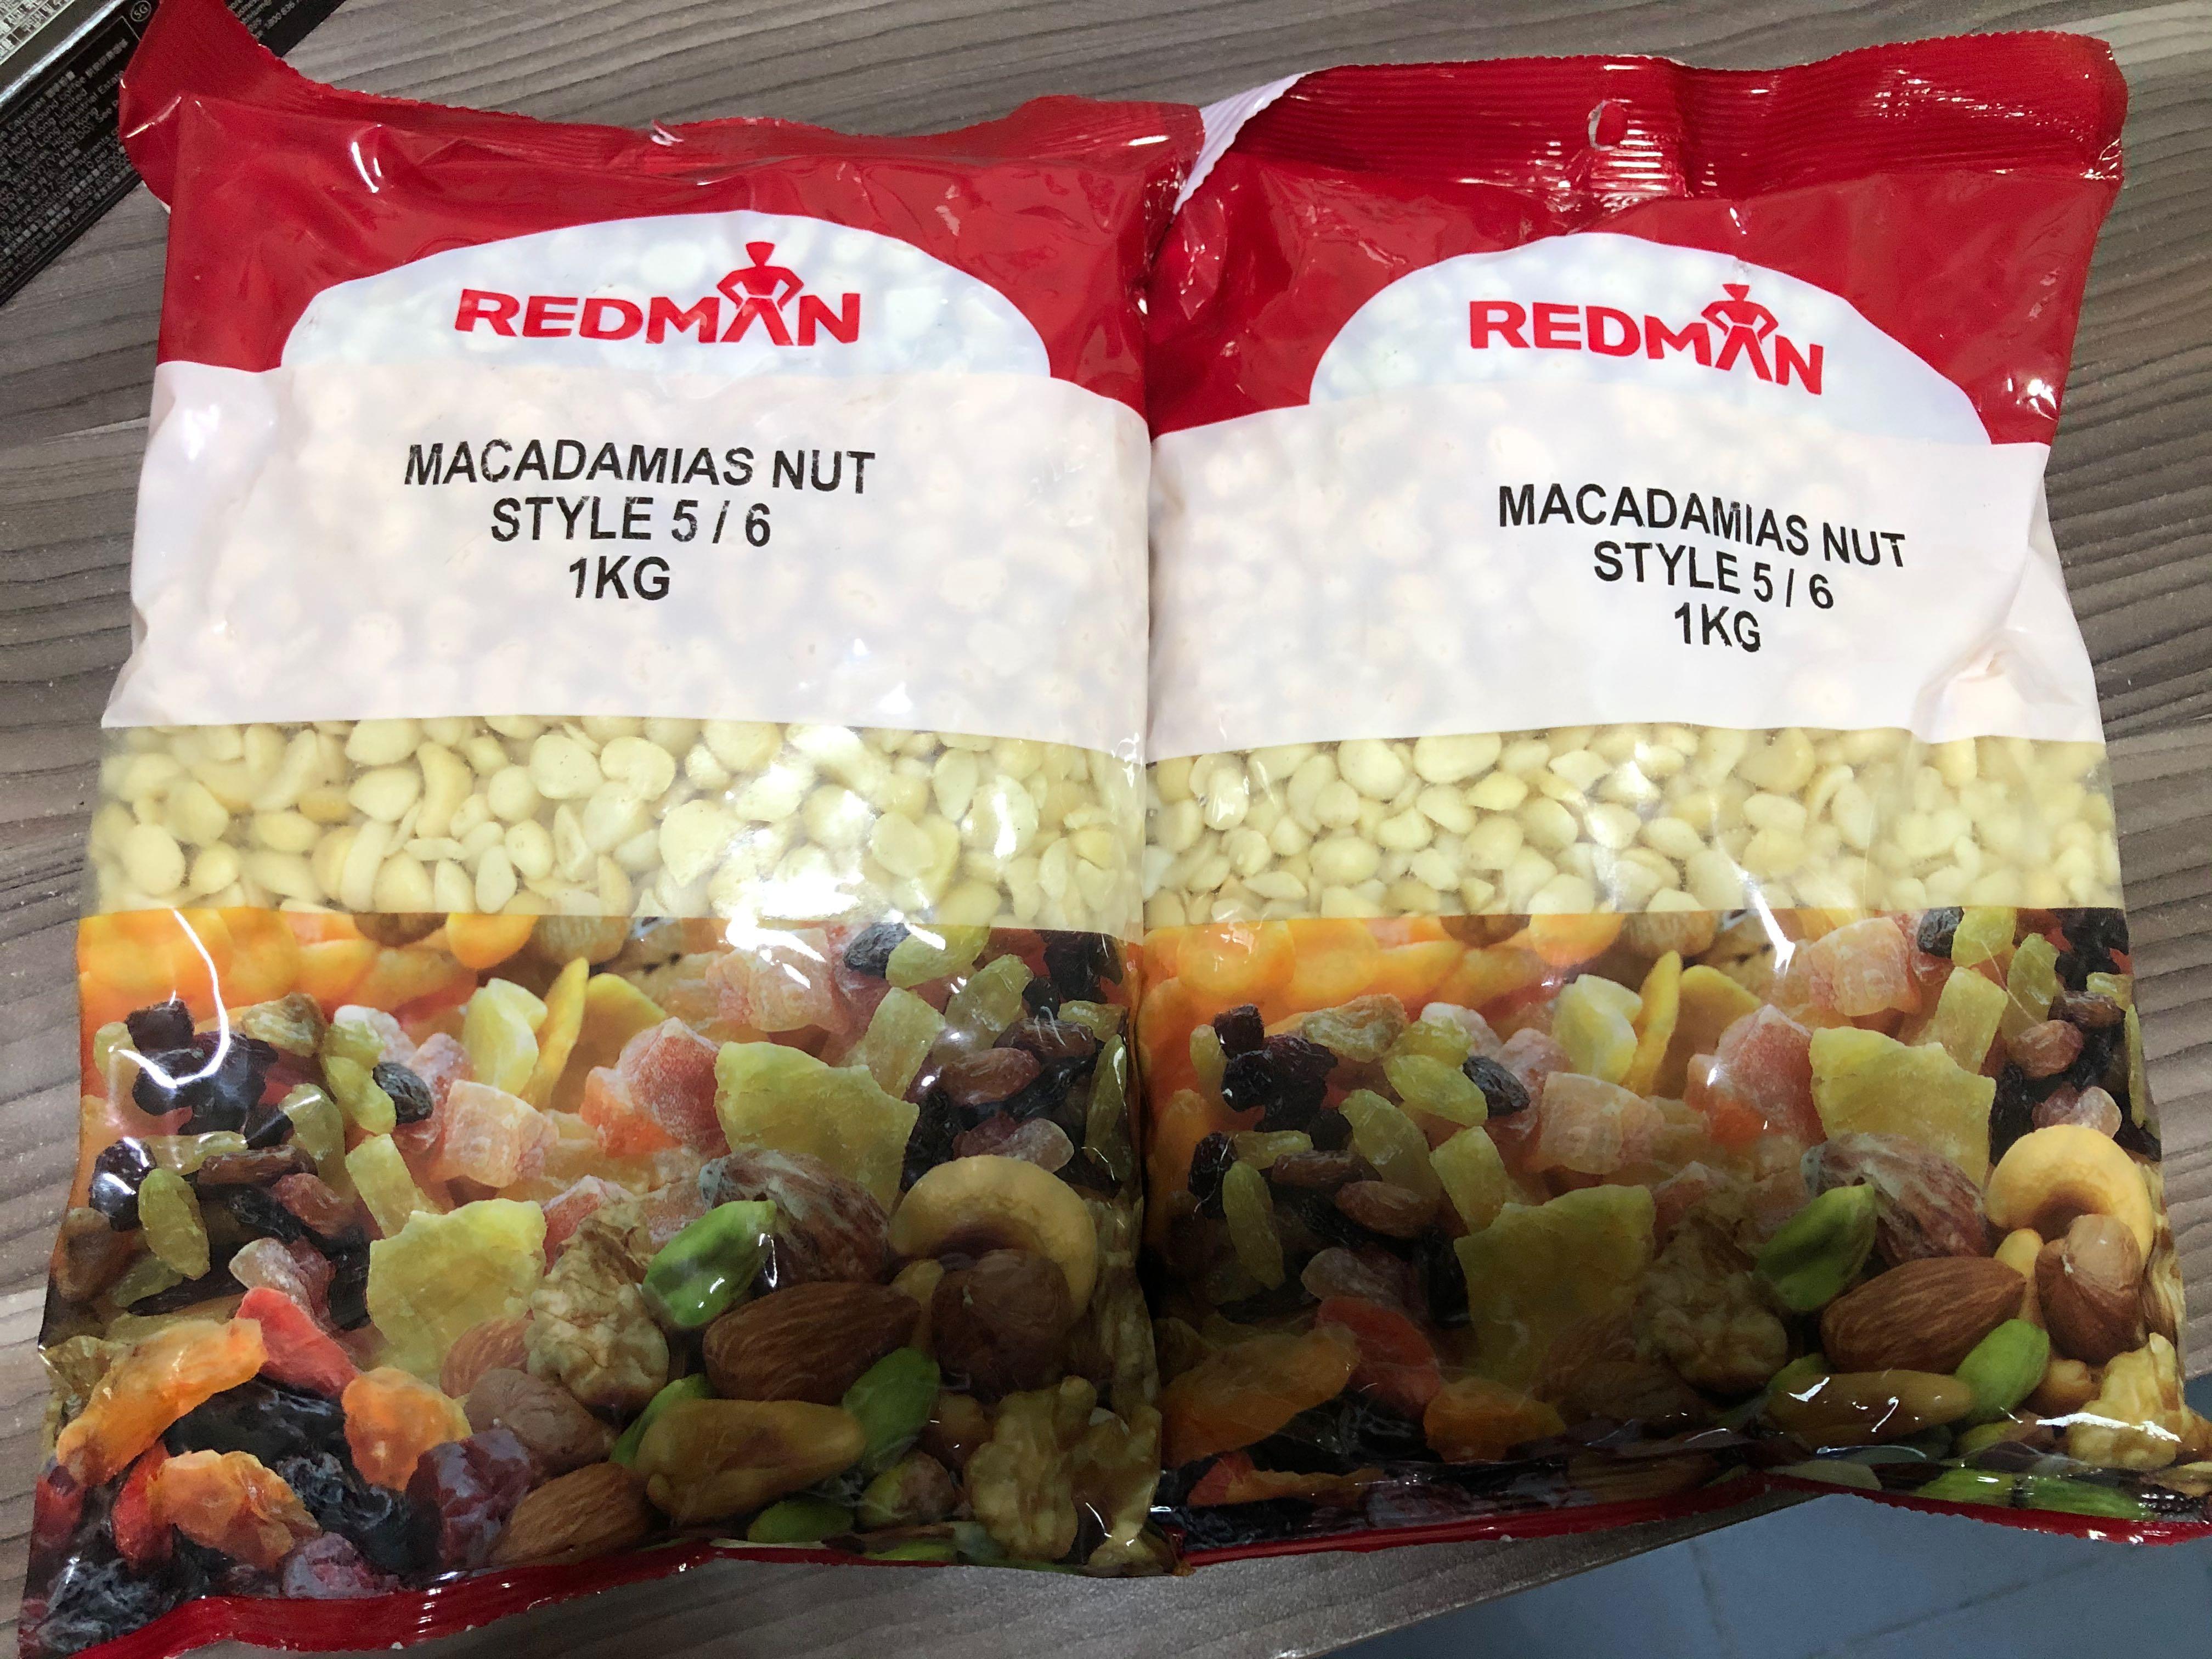 REDMAN
MACADAMIAS NUT
STYLE 5 / 6
1KG
REDMAN
MACADAMIAS NUT
STYLE 5 / 6
1KG